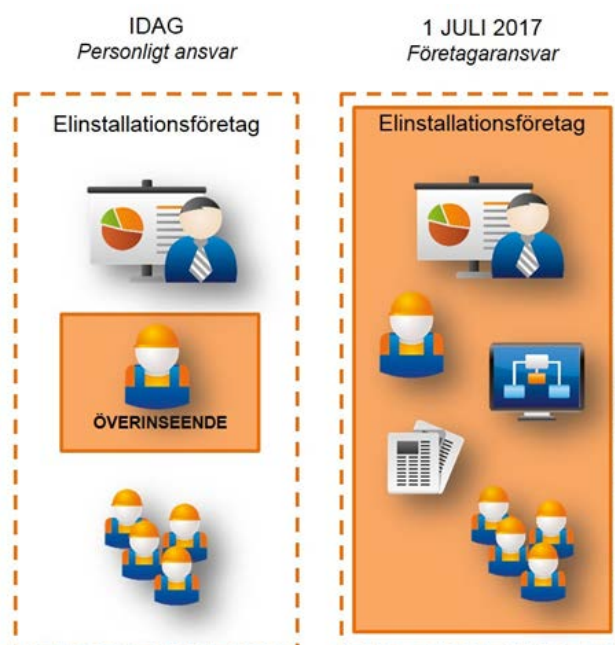 IDAG
Personligt ansvar
Elinstallationsföretag
ÖVERINSEENDE
1 JULI 2017
Företagaransvar
Elinstallationsföretag